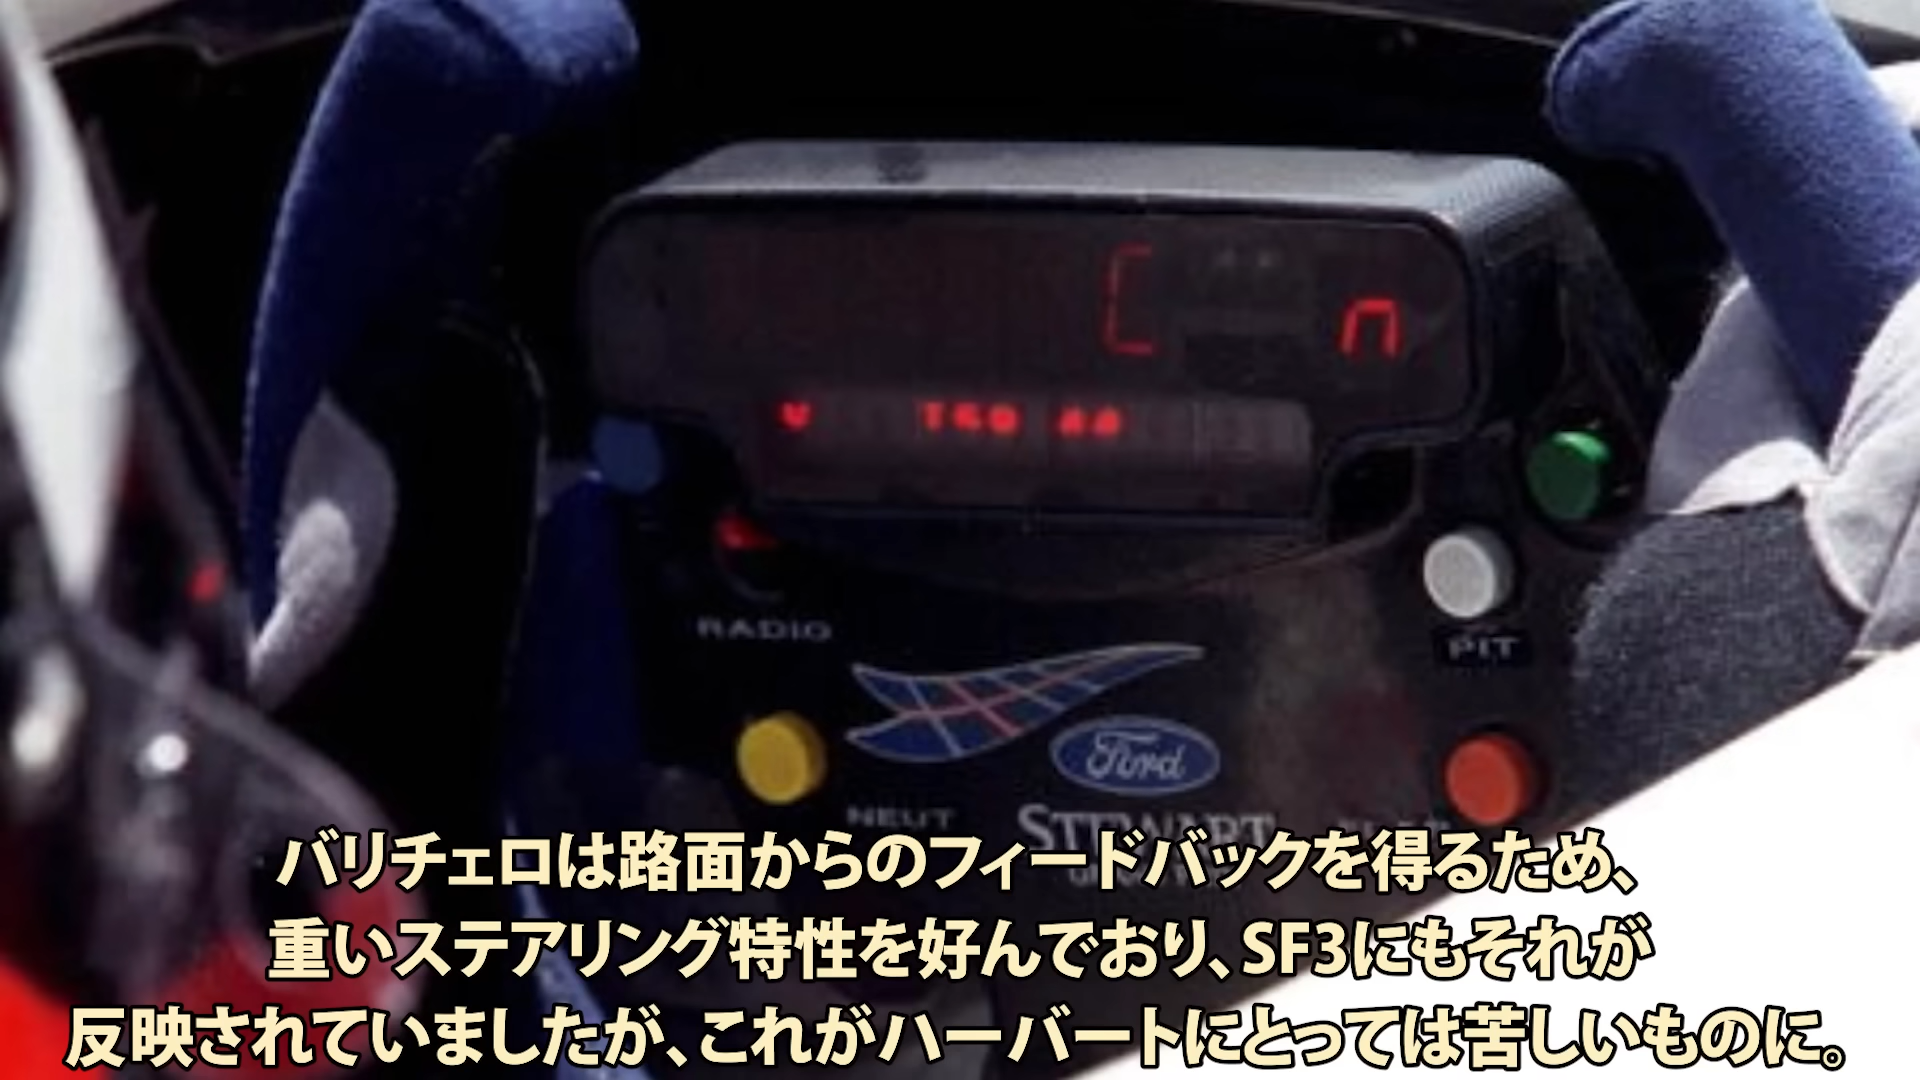 RADIO
PIT
Ford
NEUT
STEWART
バリチェロは路面からのフィードバックを得るため、
重いステアリング特性を好んでおり、SF3にもそれが
反映されていましたが、これがハーバートにとっては苦しいものに。